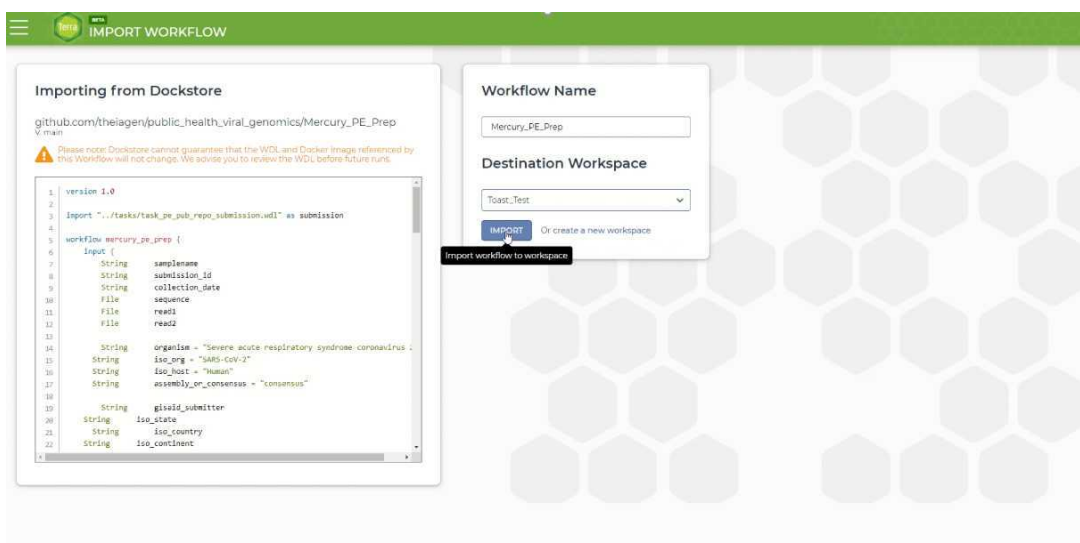 Terra
BETA
IMPORT WORKFLOW
Importing from Dockstore
github.com/theiagen/public_health_viral_genomics/Mercury_PE_Prep
V. main
Please note: Dockstore cannot guarantee that the WDL and Docker image referenced by
this Workflow will not change. We advise you to review the WDL before future runs.
1 version 1.0
2
3 import "../tasks/task_pe_pub_repo_submission.wdl" as submission
4
5 workflow mercury_pe_prep {
6 input {
7 String samplename
8 String submission_id
9 String collection_date
10 File sequence
11 File read1
12 File read2
13
14 String organism = "Severe acute respiratory syndrome coronavirus
15 String iso_org = "SARS-CoV-2"
16 String iso_host = "Human"
17 String assembly_or_consensus = "consensus"
18
19 String gisaid_submitter
20 String iso_state
21 String iso_country
22 String iso_continent
Workflow Name
Mercury_PE_Prep
Destination Workspace
Toast_Test
IMPORT Or create a new workspace
Import workflow to workspace